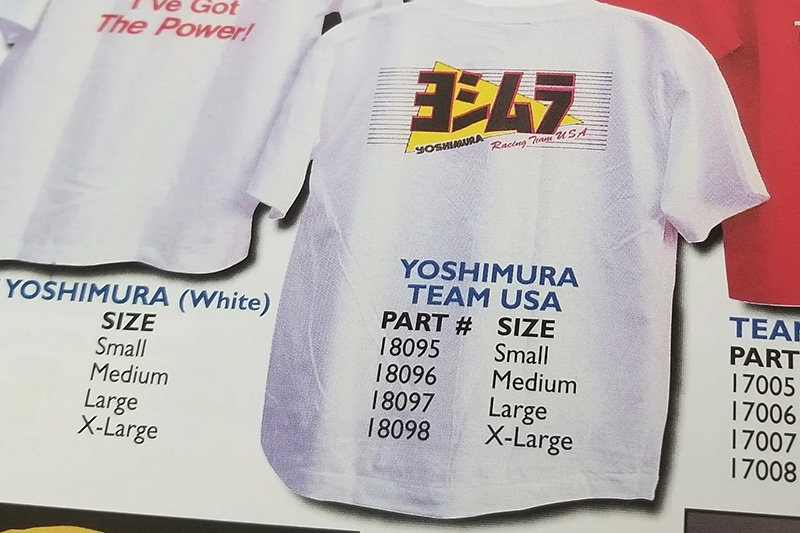 I've Got
The Power!
ヨシムラ
YOSHIMURA Racing Team USA
YOSHIMURA (White)
SIZE
Small
Medium
Large
X-Large
YOSHIMURA
TEAM USA
PART # SIZE
18095 Small
18096 Medium
18097 Large
18098 X-Large
PART
17005
17006
17007
17008